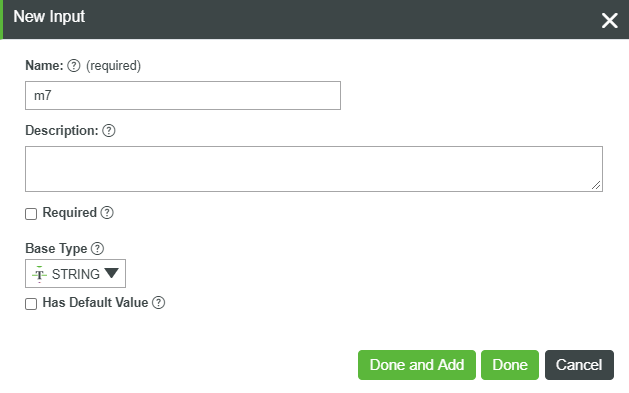 New Input
Name: (required)
m7
Description:
Required
Base Type
STRING
Has Default Value
Done and Add Done Cancel